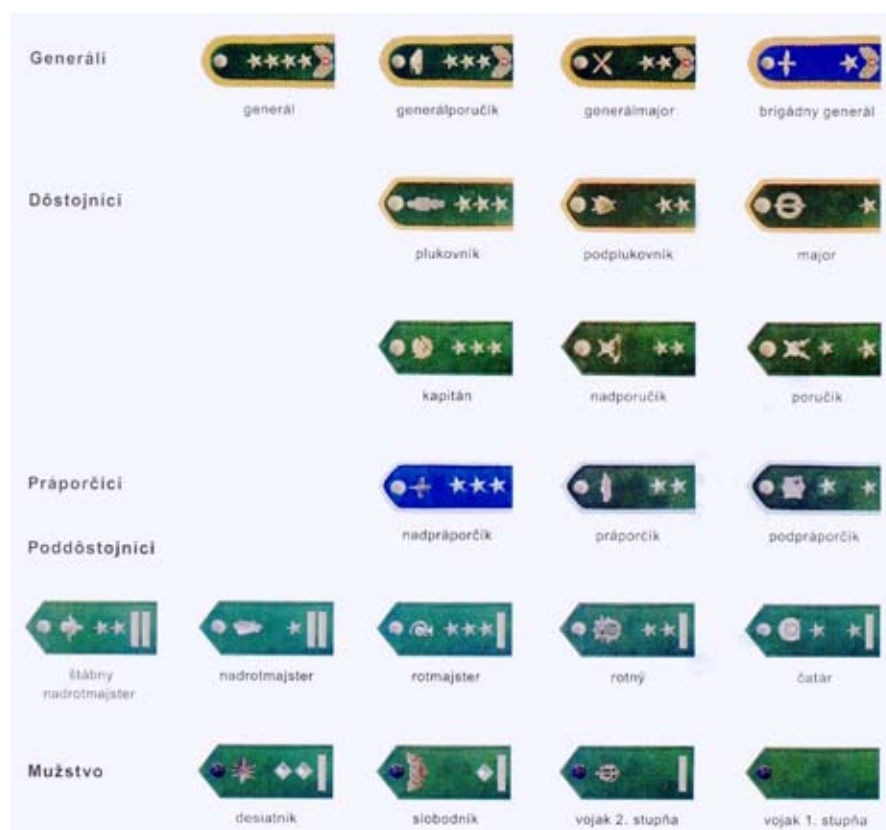 Generáli
generál generálporučík generálmajor brigádny generál
Dôstojníci
plukovník podplukovník major
kapitán nadporučík poručík
Práporčíci
nadpráporčík práporčík podpráporčík
Poddôstojníci
štábny
nadrotmajster
nadrotmajster rotmajster rotný čatár
Mužstvo
desiatnik slobodník vojak 2. stupňa vojak 1. stupňa